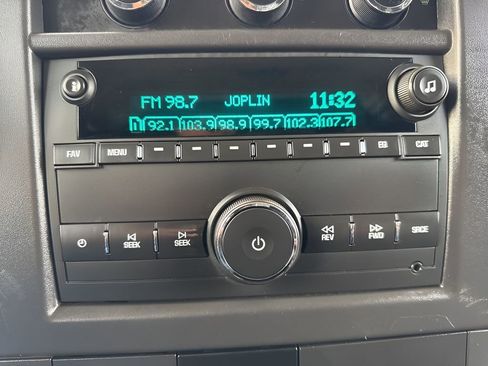 FM 98.7 JOPLIN 11:32
1 92.1 103.9 98.9 99.7 102.3 107.7
FAV MENU EQ CAT
SEEK SEEK REV FWD SRCE